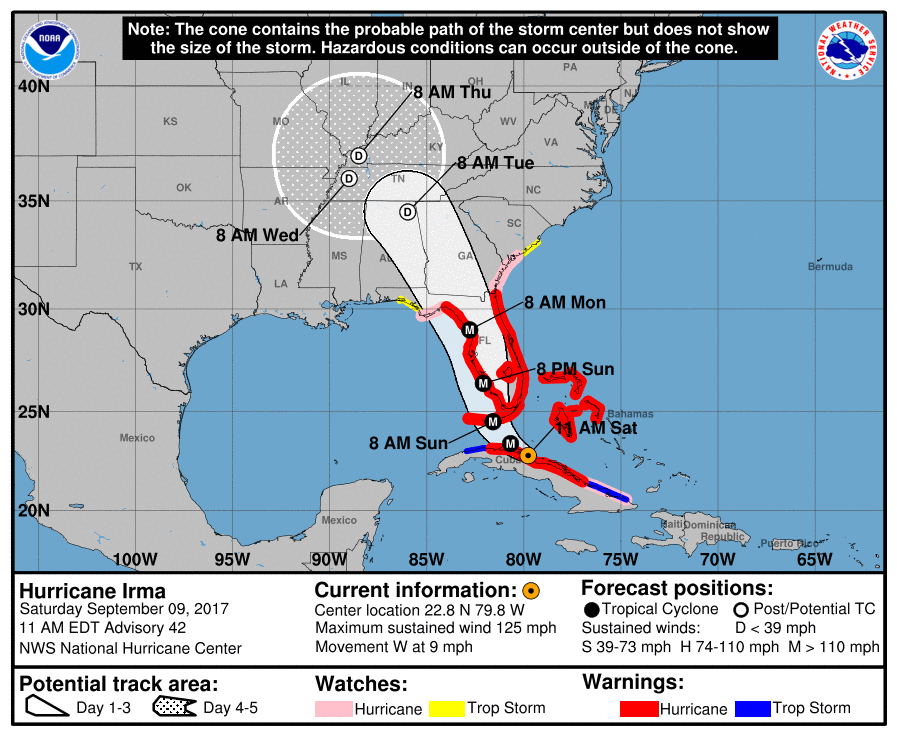 Note: The cone contains the probable path of the storm center but does not show
the size of the storm. Hazardous conditions can occur outside of the cone.
NOAA
NATIONAL WEATHER SERVICE
40N
35N
30N
25N
20N
100W
95W
90W
85W
80W
75W
70W
65W
8 AM Thu
8 AM Tue
8 AM Wed
8 AM Mon
8 PM Sun
8 AM Sun
11 AM Sat
D
D
D
M
M
M
M
PA
OH
IL
IN
N
DE
KS
MO
KY
WV
VA
OK
AR
TN
NC
SC
TX
LA
MS
AL
GA
FL
Bermuda
Bahamas
Mexico
Mexico
Cuba
Haiti
Dominican
Republic
Puerto Rico
Hurricane Irma
Saturday September 09, 2017
11 AM EDT Advisory 42
NWS National Hurricane Center
Current information:
Center location 22.8 N 79.8 W
Maximum sustained wind 125 mph
Movement W at 9 mph
Forecast positions:
Tropical Cyclone Post/Potential TC
Sustained winds: D < 39 mph
S 39-73 mph H 74-110 mph M > 110 mph
Potential track area:
Day 1-3 Day 4-5
Watches:
Hurricane Trop Storm
Warnings:
Hurricane Trop Storm